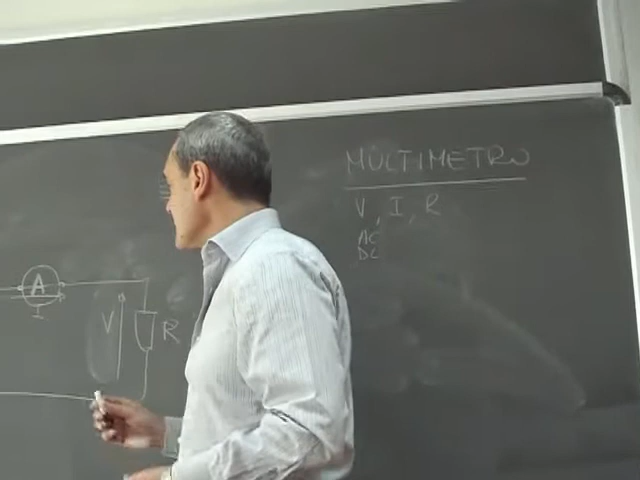 MULTIMETRO
V, I, R
AC
DC
A
I
V
R